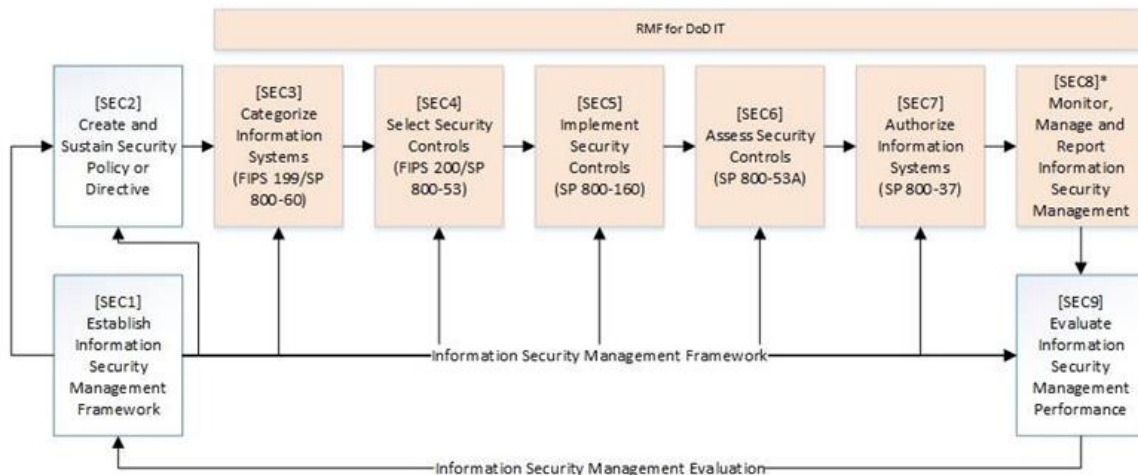 RMF for DoD IT
[SEC2]
Create and
Sustain Security
Policy or
Directive
[SEC3]
Categorize
Information
Systems
(FIPS 199/SP
800-60)
[SEC4]
Select Security
Controls
(FIPS 200/SP
800-53)
[SEC5]
Implement
Security
Controls
(SP 800-160)
[SEC6]
Assess Security
Controls
(SP 800-53A)
[SEC7]
Authorize
Information
Systems
(SP 800-37)
[SEC8]*
Monitor,
Manage and
Report
Information
Security
Management
[SEC1]
Establish
Information
Security
Management
Framework
Information Security Management Framework
[SEC9]
Evaluate
Information
Security
Management
Performance
Information Security Management Evaluation